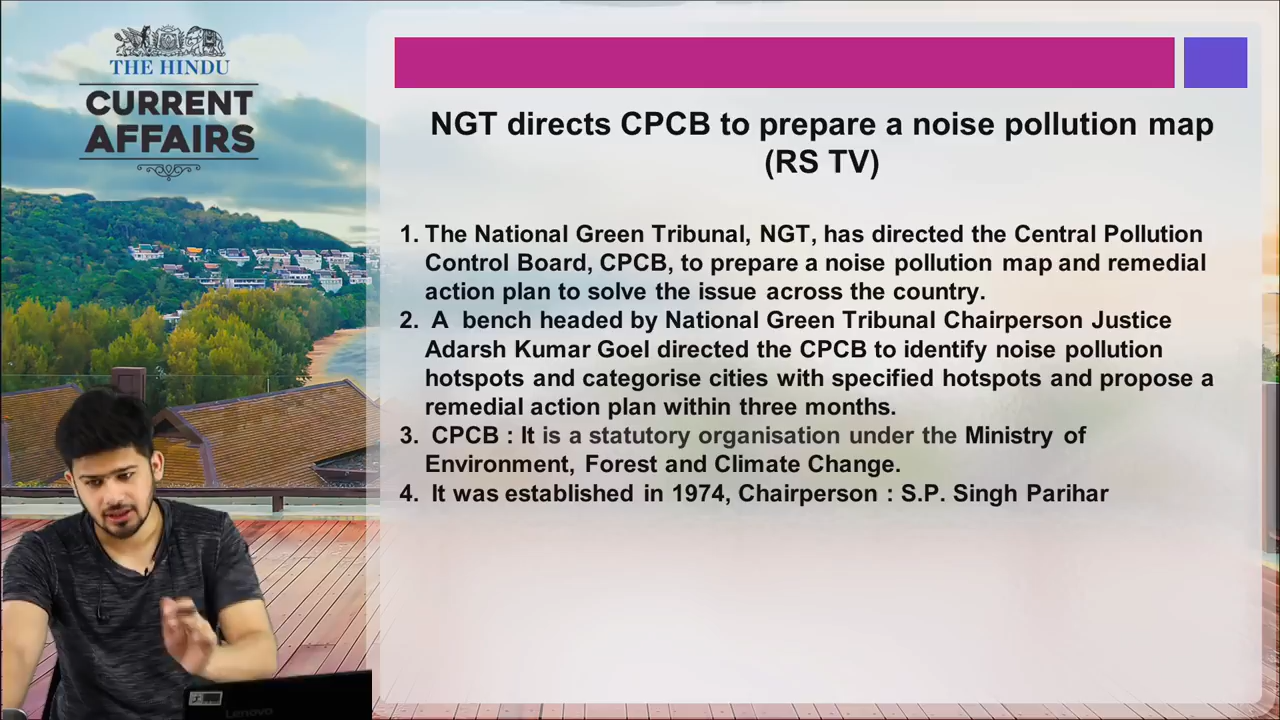 THE HINDU
CURRENT
AFFAIRS
NGT directs CPCB to prepare a noise pollution map
(RS TV)
1. The National Green Tribunal, NGT, has directed the Central Pollution
Control Board, CPCB, to prepare a noise pollution map and remedial
action plan to solve the issue across the country.
2. A bench headed by National Green Tribunal Chairperson Justice
Adarsh Kumar Goel directed the CPCB to identify noise pollution
hotspots and categorise cities with specified hotspots and propose a
remedial action plan within three months.
3. CPCB : It is a statutory organisation under the Ministry of
Environment, Forest and Climate Change.
4. It was established in 1974, Chairperson : S.P. Singh Parihar
Lenovo